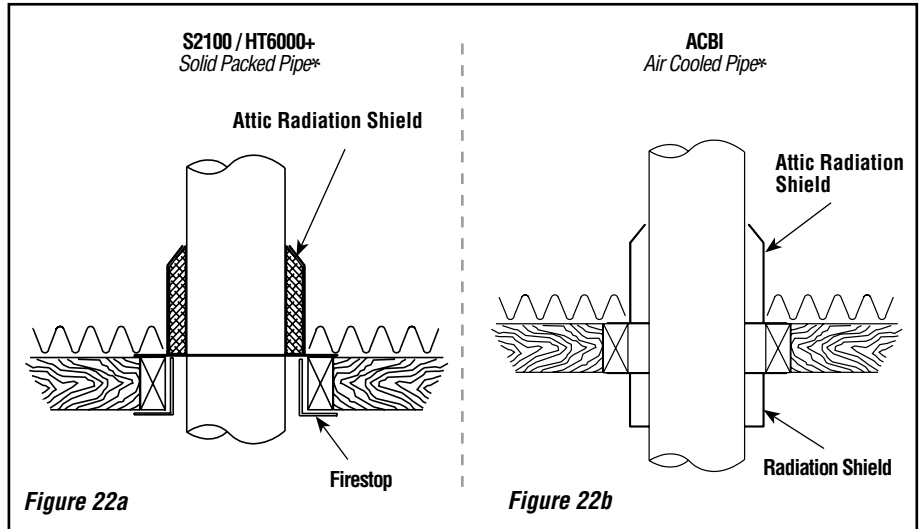 S2100 / HT6000+
Solid Packed Pipe*
Attic Radiation Shield
Firestop
Figure 22a
ACBI
Air Cooled Pipe*
Attic Radiation
Shield
Radiation Shield
Figure 22b